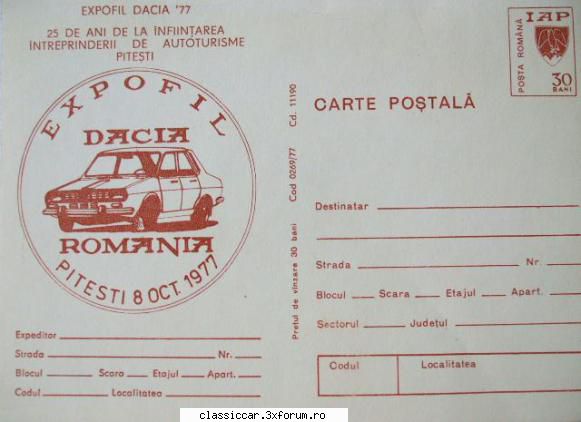 EXPOFIL DACIA '77
25 DE ANI DE LA ÎNFIINȚAREA
ÎNTREPRINDERII DE AUTOTURISME
PITEȘTI
EXPOFIL
DACIA
ROMANIA
PITESTI 8 OCT. 1977
Expeditor
Strada Nr.
Blocul Scara Etajul Apart.
Codul Localitatea
Prețul de vînzare 30 bani Cod 0269/77 Cd. 11190
CARTE POȘTALĂ
POSTA ROMÂNĂ
IAP
30
BANI
Destinatar
Strada Nr.
Blocul Scara Etajul Apart.
Sectorul Județul
Codul Localitatea
classiccar.3xforum.ro